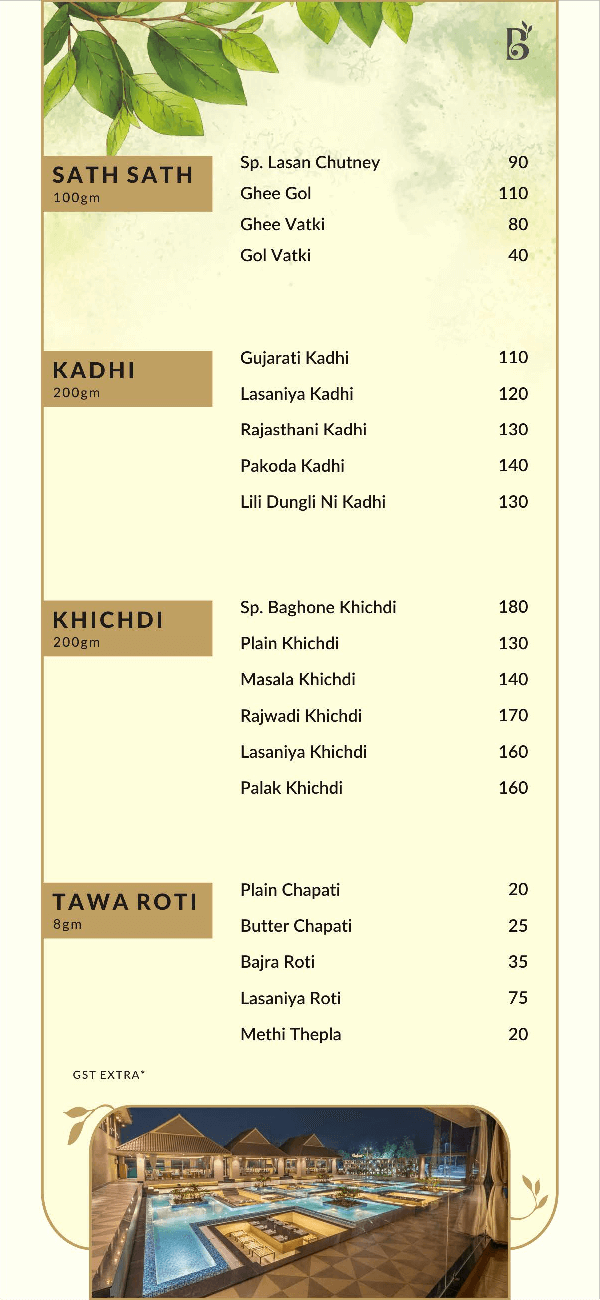 B
SATH SATH
100gm
Sp. Lasan Chutney 90
Ghee Gol 110
Ghee Vatki 80
Gol Vatki 40
KADHI
200gm
Gujarati Kadhi 110
Lasaniya Kadhi 120
Rajasthani Kadhi 130
Pakoda Kadhi 140
Lili Dungli Ni Kadhi 130
KHICHDI
200gm
Sp. Baghone Khichdi 180
Plain Khichdi 130
Masala Khichdi 140
Rajwadi Khichdi 170
Lasaniya Khichdi 160
Palak Khichdi 160
TAWA ROTI
8gm
Plain Chapati 20
Butter Chapati 25
Bajra Roti 35
Lasaniya Roti 75
Methi Thepla 20
GST EXTRA*